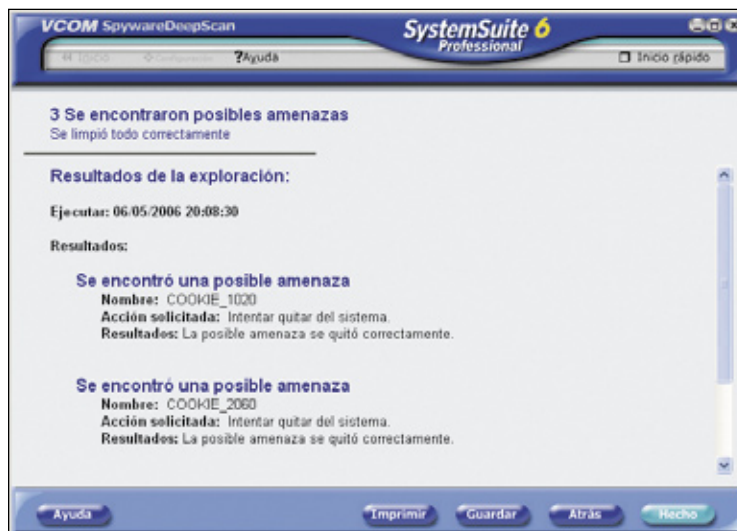 VCOM SpywareDeepScan
SystemSuite 6
Professional
Inicio
Configuración
?Ayuda
Inicio rápido
3 Se encontraron posibles amenazas
Se limpió todo correctamente
Resultados de la exploración:
Ejecutar: 06/05/2006 20:08:30
Resultados:
Se encontró una posible amenaza
Nombre: COOKIE_1020
Acción solicitada: Intentar quitar del sistema.
Resultados: La posible amenaza se quitó correctamente.
Se encontró una posible amenaza
Nombre: COOKIE_2060
Acción solicitada: Intentar quitar del sistema.
Resultados: La posible amenaza se quitó correctamente.
Ayuda
Imprimir
Guardar
Atrás
Hecho